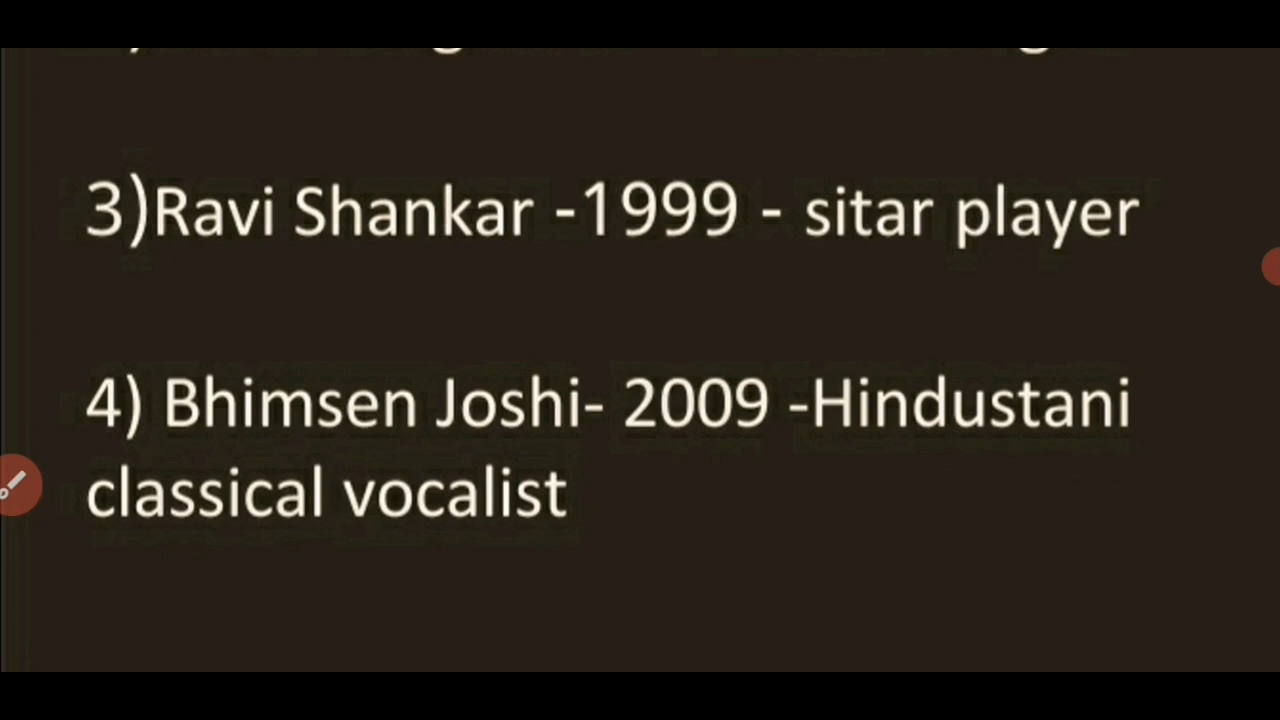 3)Ravi Shankar -1999 - sitar player
4) Bhimsen Joshi- 2009 -Hindustani
classical vocalist